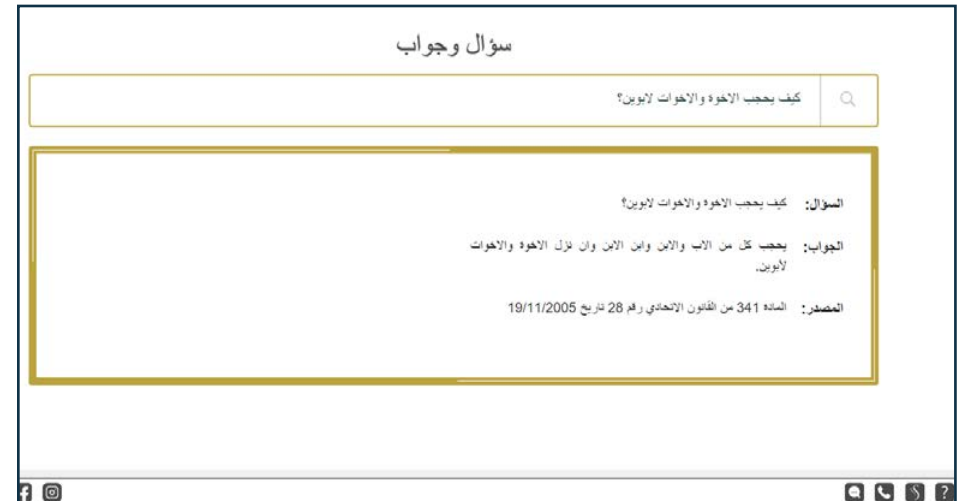 سؤال وجواب
كيف يحجب الاخوة والاخوات لابوين؟
السؤال: كيف يحجب الاخوة والاخوات لابوين؟
الجواب: يحجب كل من الاب والابن وابن الابن وان نزل الاخوة والاخوات
لأبوين.
المصدر: المادة 341 من القانون الاتحادي رقم 28 تاريخ 19/11/2005